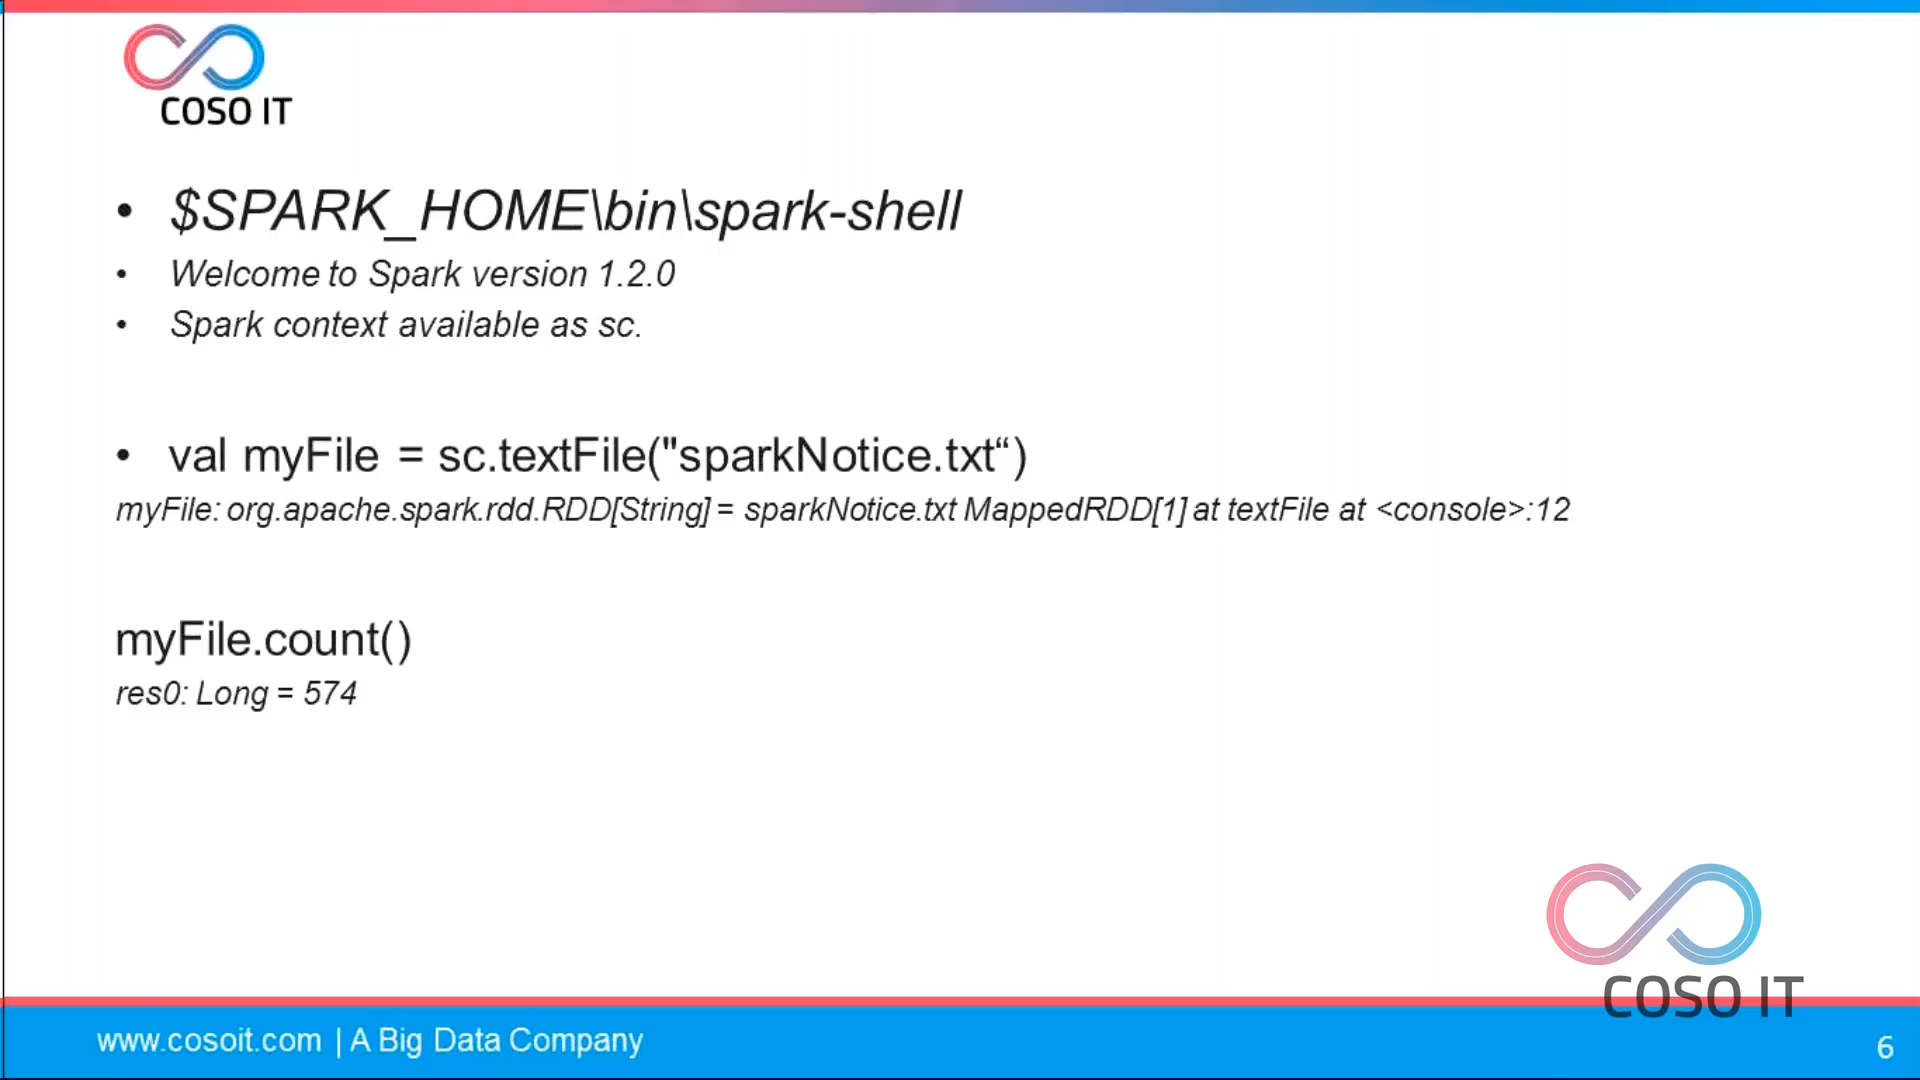 COSO IT
• $SPARK_HOME\bin\spark-shell
• Welcome to Spark version 1.2.0
• Spark context available as sc.
• val myFile = sc.textFile("sparkNotice.txt“)
myFile: org.apache.spark.rdd.RDD[String] = sparkNotice.txt MappedRDD[1] at textFile at <console>:12
myFile.count()
res0: Long = 574
COSO IT
www.cosoit.com | A Big Data Company
6